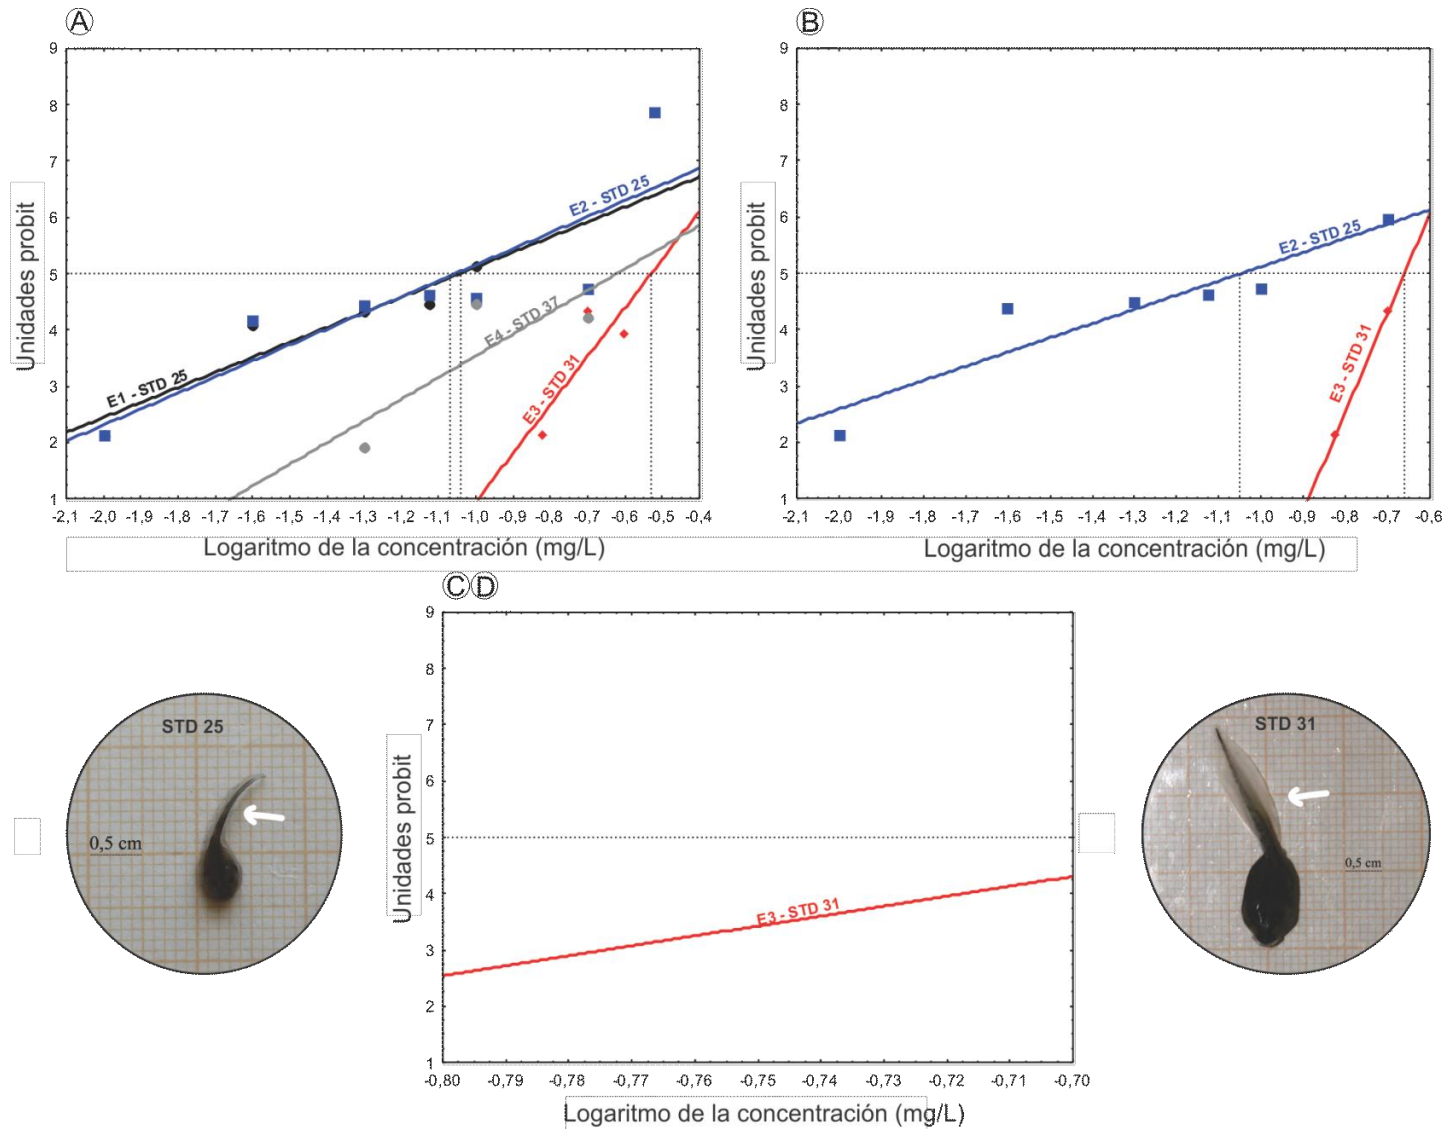 A
B
9
8
7
6
5
4
3
2
1
Unidades probit
E1 - STD 25
E2 - STD 25
E4 - STD 37
E3 - STD 31
-2,1 -2,0 -1,9 -1,8 -1,7 -1,6 -1,5 -1,4 -1,3 -1,2 -1,1 -1,0 -0,9 -0,8 -0,7 -0,6 -0,5 -0,4
Logaritmo de la concentración (mg/L)
9
8
7
6
5
4
3
2
1
Unidades probit
E2 - STD 25
E3 - STD 31
-2,1 -2,0 -1,9 -1,8 -1,7 -1,6 -1,5 -1,4 -1,3 -1,2 -1,1 -1,0 -0,9 -0,8 -0,7 -0,6
Logaritmo de la concentración (mg/L)
C D
STD 25
0,5 cm
9
8
7
6
5
4
3
2
1
Unidades probit
E3 - STD 31
-0,80 -0,79 -0,78 -0,77 -0,76 -0,75 -0,74 -0,73 -0,72 -0,71 -0,70
Logaritmo de la concentración (mg/L)
STD 31
0,5 cm